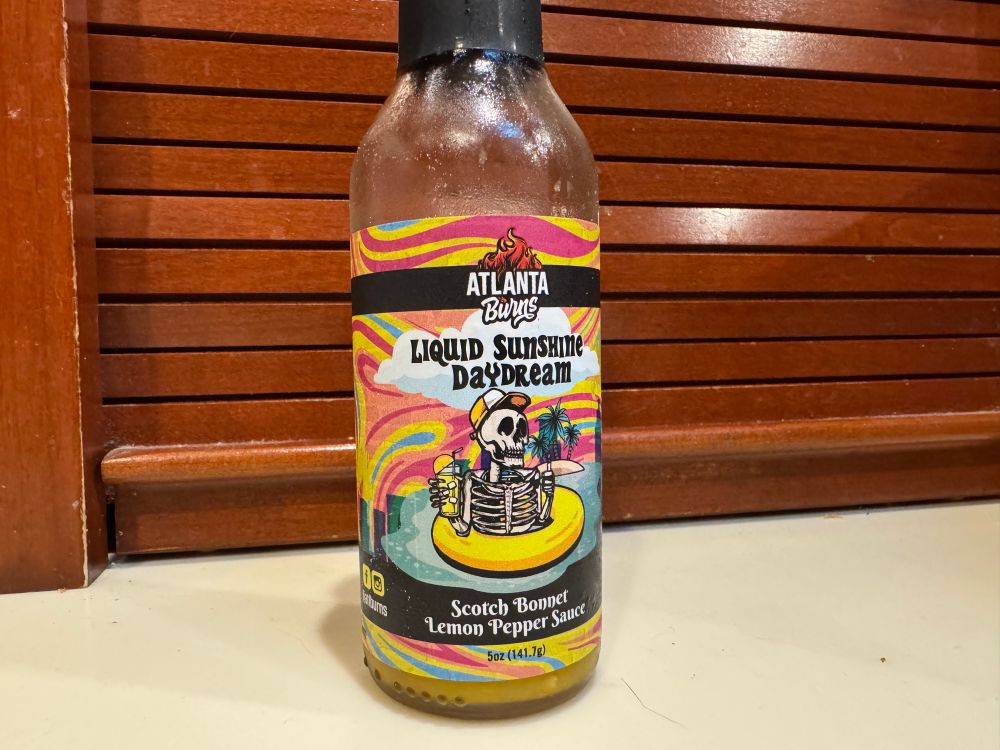 ATLANTA
Burns
LIQUID SUNSHINE
DAYDREAM
Scotch Bonnet
Lemon Pepper Sauce
5oz (141.7g)